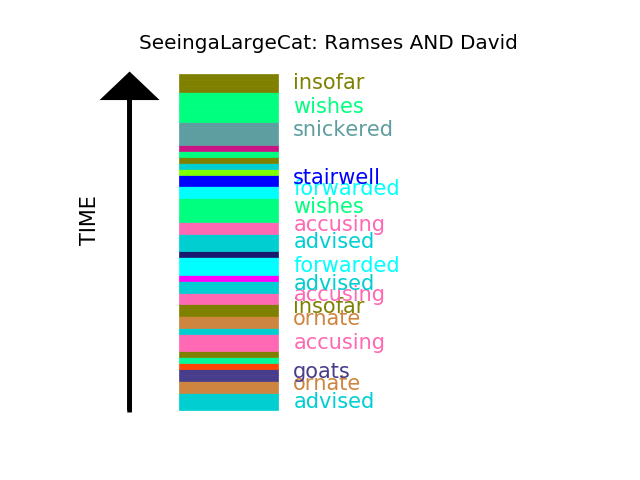 SeeingaLargeCat: Ramses AND David
insofar
wishes
snickered
stairwell
forwarded
wishes
accusing
advised
forwarded
advised
accusing
insofar
ornate
accusing
goats
ornate
advised
TIME